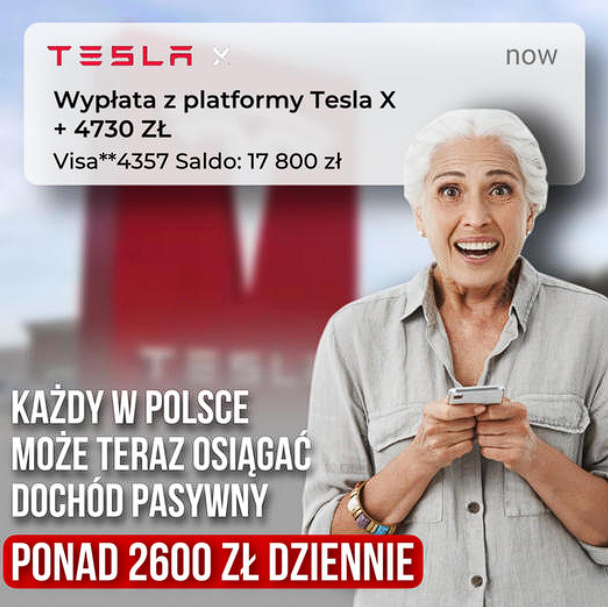 TESLA X
now
Wypłata z platformy Tesla X
+ 4730 ZŁ
Visa**4357 Saldo: 17 800 zł
TESL
KAŻDY W POLSCE
MOŻE TERAZ OSIĄGAĆ
DOCHÓD PASYWNY
PONAD 2600 ZŁ DZIENNIE